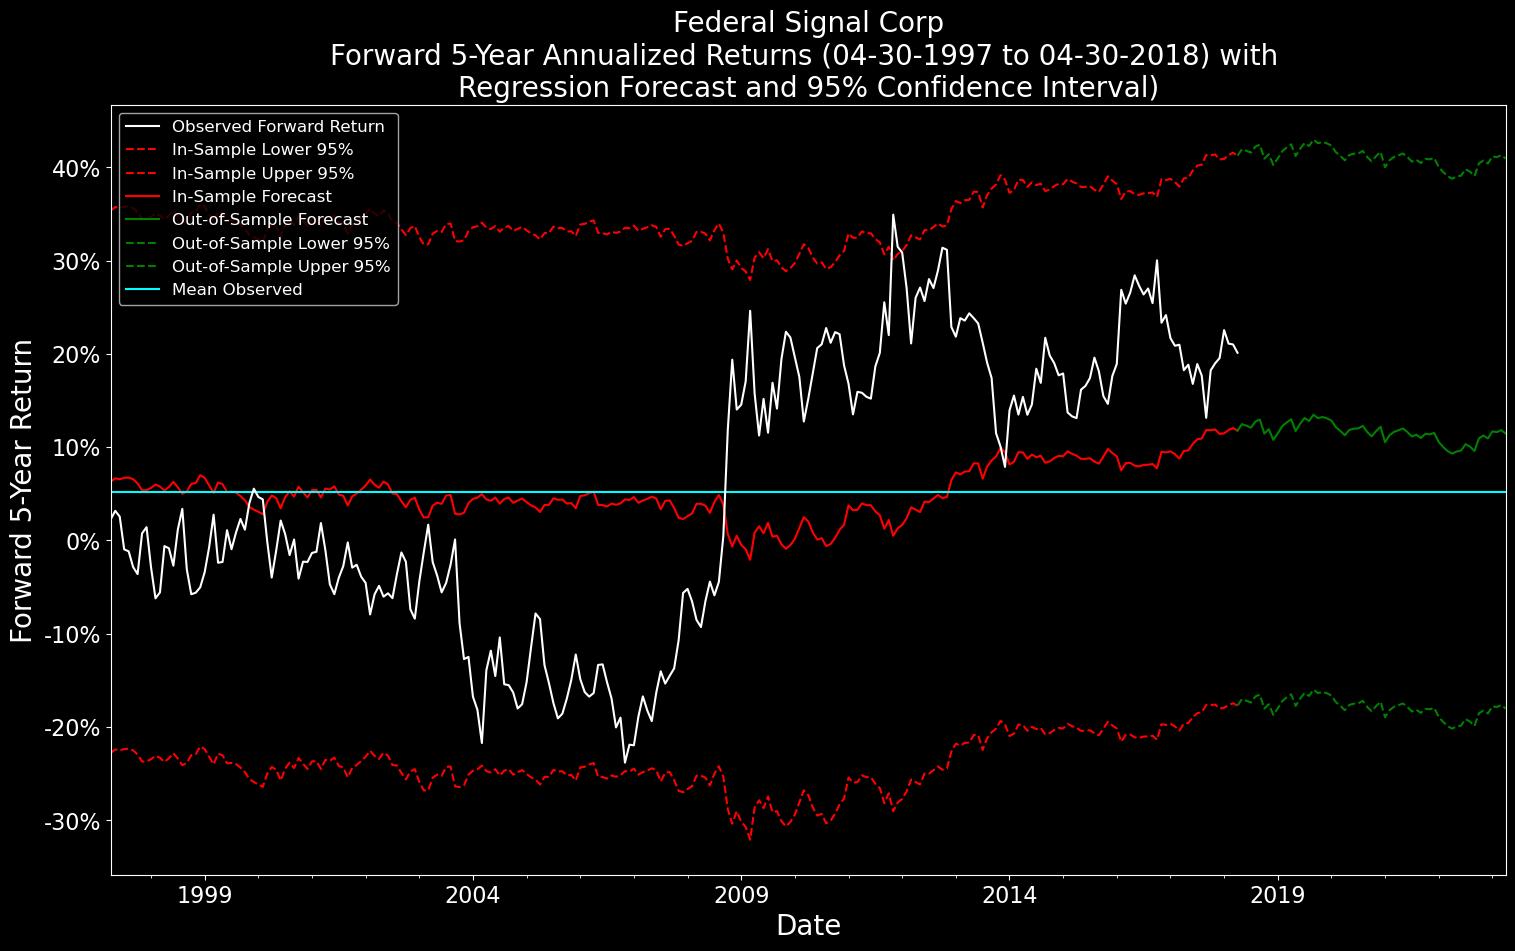 Federal Signal Corp
Forward 5-Year Annualized Returns (04-30-1997 to 04-30-2018) with
Regression Forecast and 95% Confidence Interval)
Observed Forward Return
In-Sample Lower 95%
In-Sample Upper 95%
In-Sample Forecast
Out-of-Sample Forecast
Out-of-Sample Lower 95%
Out-of-Sample Upper 95%
Mean Observed
Forward 5-Year Return
40%
30%
20%
10%
0%
-10%
-20%
-30%
1999
2004
2009
2014
2019
Date